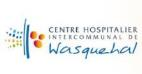 CENTRE HOSPITALIER
INTERCOMMUNAL DE
Wasquehal